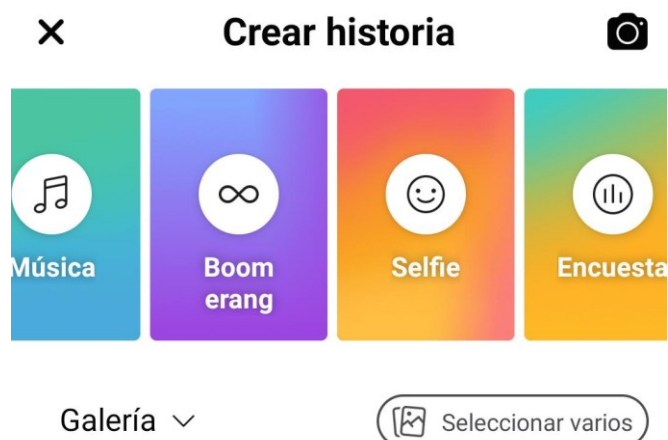 Crear historia
Música
Boom
erang
Selfie
Encuesta
Galería
Seleccionar varios